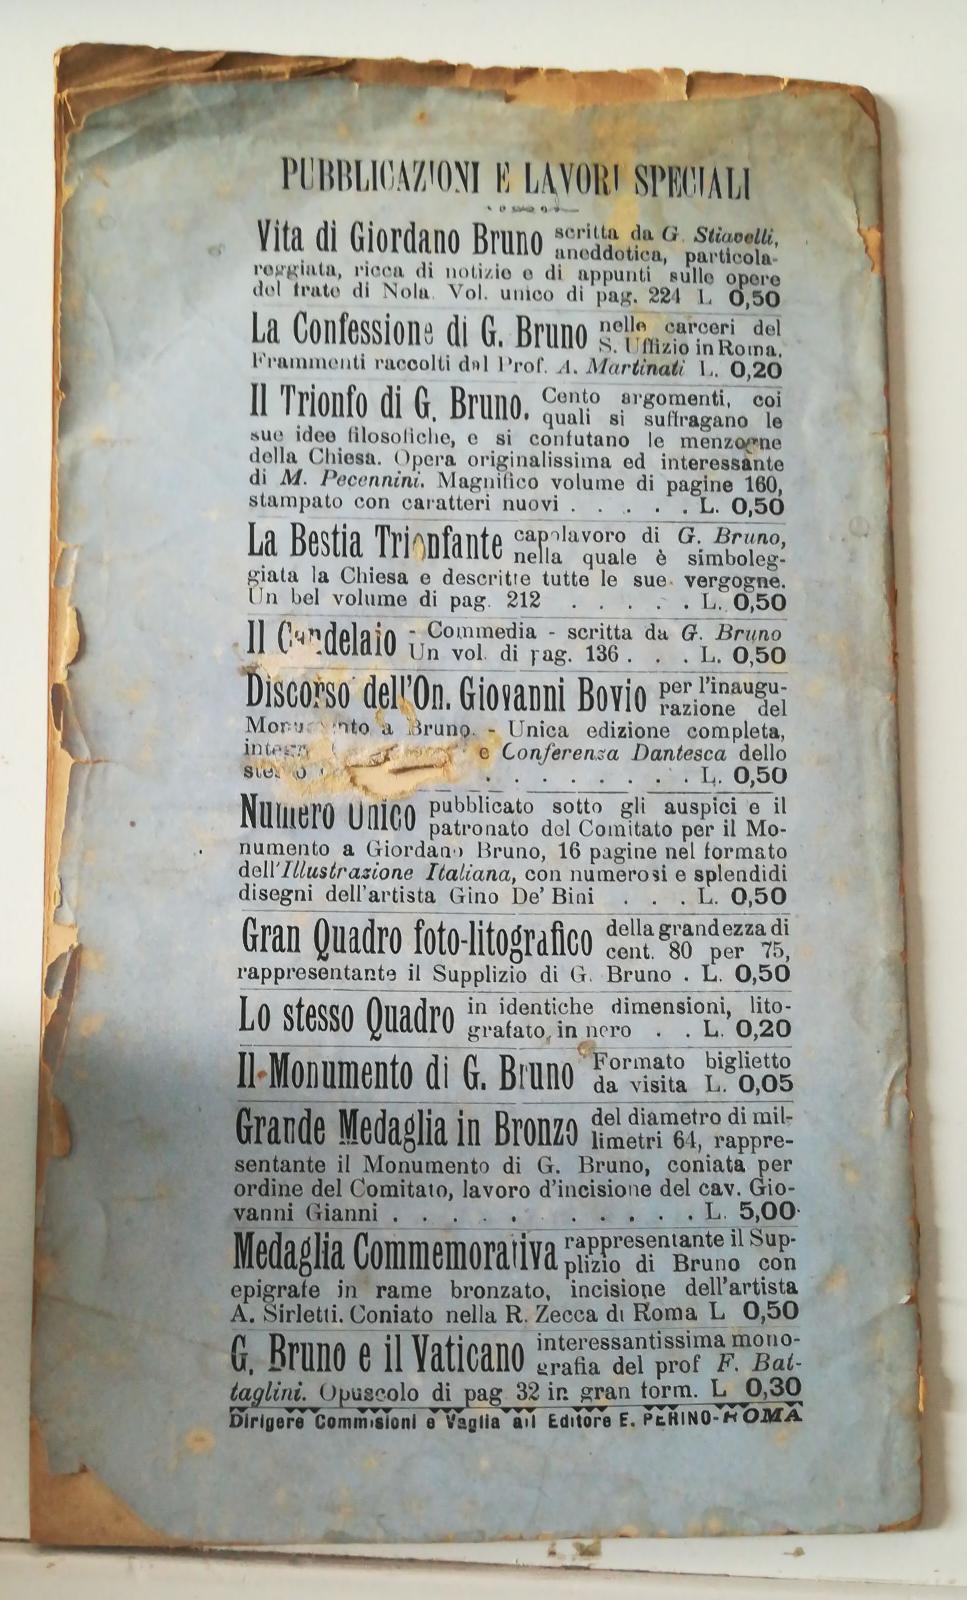 PUBBLICAZIONI E LAVORI SPECIALI
Vita di Giordano Bruno scritta da G. Stiavelli,
aneddotica, particola-
reggiata, ricca di notizie e di appunti sulle opere
del frate di Nola. Vol. unico di pag. 224 L 0,50
La Confessione di G. Bruno nelle carceri del
S. Uffizio in Roma.
Frammenti raccolti dal Prof. A. Martinati L. 0,20
Il Trionfo di G. Bruno. Cento argomenti, coi
quali si suffragano le
sue idee filosofiche, e si confutano le menzogne
della Chiesa. Opera originalissima ed interessante
di M. Pecennini. Magnifico volume di pagine 160,
stampato con caratteri nuovi . . . . . L. 0,50
La Bestia Trionfante capolavoro di G. Bruno,
nella quale è simboleg-
giata la Chiesa e descritte tutte le sue vergogne.
Un bel volume di pag. 212 . . . . . L. 0,50
Il Candelaio - Commedia - scritta da G. Bruno
Un vol. di pag. 136 . . . L. 0,50
Discorso dell'On. Giovanni Bovio per l'inaugu-
razione del
Monumento a Bruno. - Unica edizione completa,
e Conferenza Dantesca dello
. . . . . . . . L. 0,50
Numero Unico pubblicato sotto gli auspici e il
patronato del Comitato per il Mo-
numento a Giordano Bruno, 16 pagine nel formato
dell'Illustrazione Italiana, con numerosi e splendidi
disegni dell'artista Gino De' Bini . . . L. 0,50
Gran Quadro foto-litografico della grandezza di
cent. 80 per 75,
rappresentante il Supplizio di G. Bruno . L. 0,50
Lo stesso Quadro in identiche dimensioni, lito-
grafato, in nero . . L. 0,20
Il Monumento di G. Bruno Formato biglietto
da visita L. 0,05
Grande Medaglia in Bronzo del diametro di mil-
limetri 64, rappre-
sentante il Monumento di G. Bruno, coniata per
ordine del Comitato, lavoro d'incisione del cav. Gio-
vanni Gianni . . . . . . . . . . . L. 5,00
Medaglia Commemorativa rappresentante il Sup-
plizio di Bruno con
epigrafe in rame bronzato, incisione dell'artista
A. Sirletti. Coniato nella R. Zecca di Roma L 0,50
G. Bruno e il Vaticano interessantissima mono-
grafia del prof F. Bat-
taglini. Opuscolo di pag 32 in gran form. L 0,30
Dirigere Commisioni e Vaglia all Editore E. PERINO-ROMA